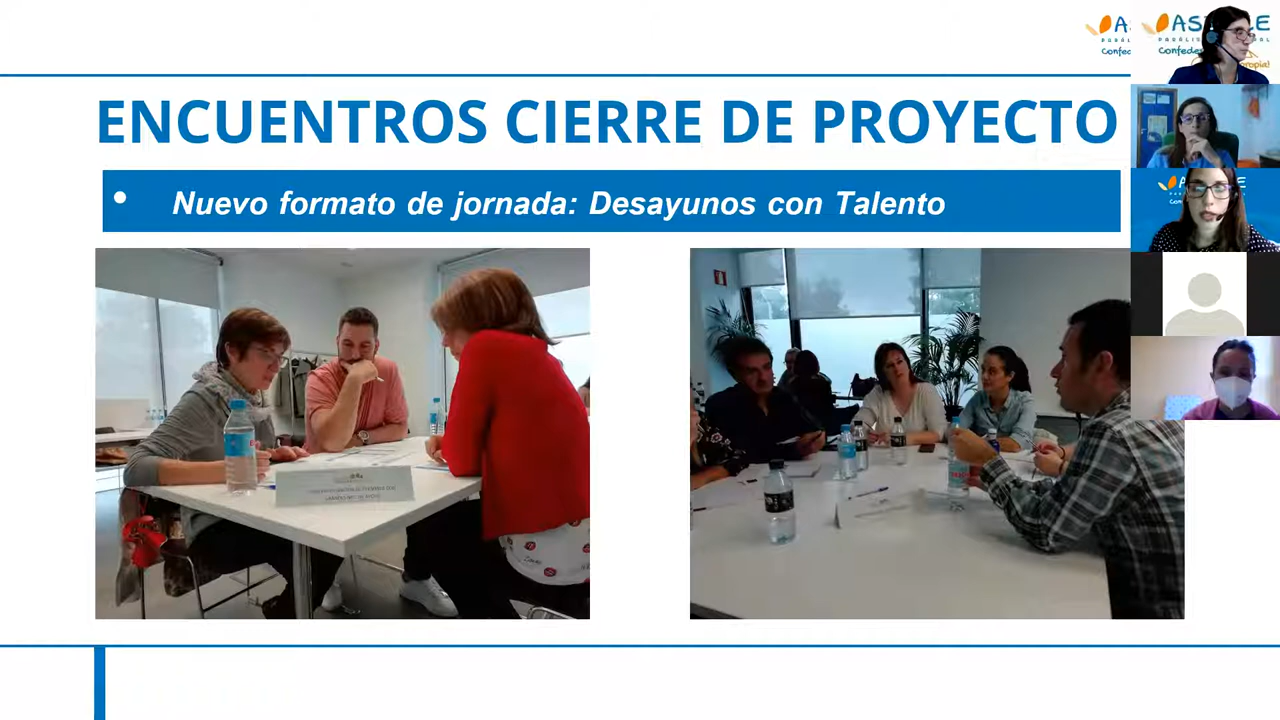 ENCUENTROS CIERRE DE PROYECTO
• Nuevo formato de jornada: Desayunos con Talento